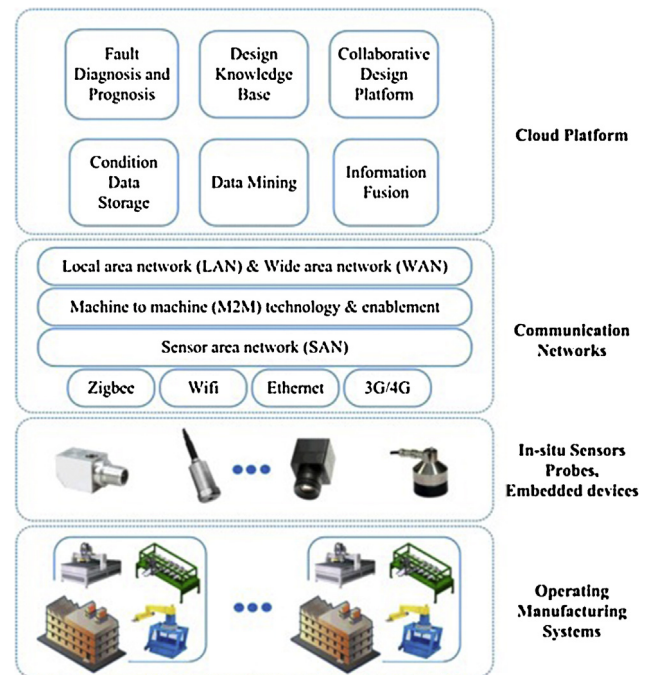 Fault
Diagnosis and
Prognosis
Design
Knowledge
Base
Collaborative
Design
Platform
Condition
Data
Storage
Data Mining
Information
Fusion
Cloud Platform
Local area network (LAN) & Wide area network (WAN)
Machine to machine (M2M) technology & enablement
Sensor area network (SAN)
Zigbee
Wifi
Ethernet
3G/4G
Communication
Networks
In-situ Sensors
Probes,
Embedded devices
Operating
Manufacturing
Systems